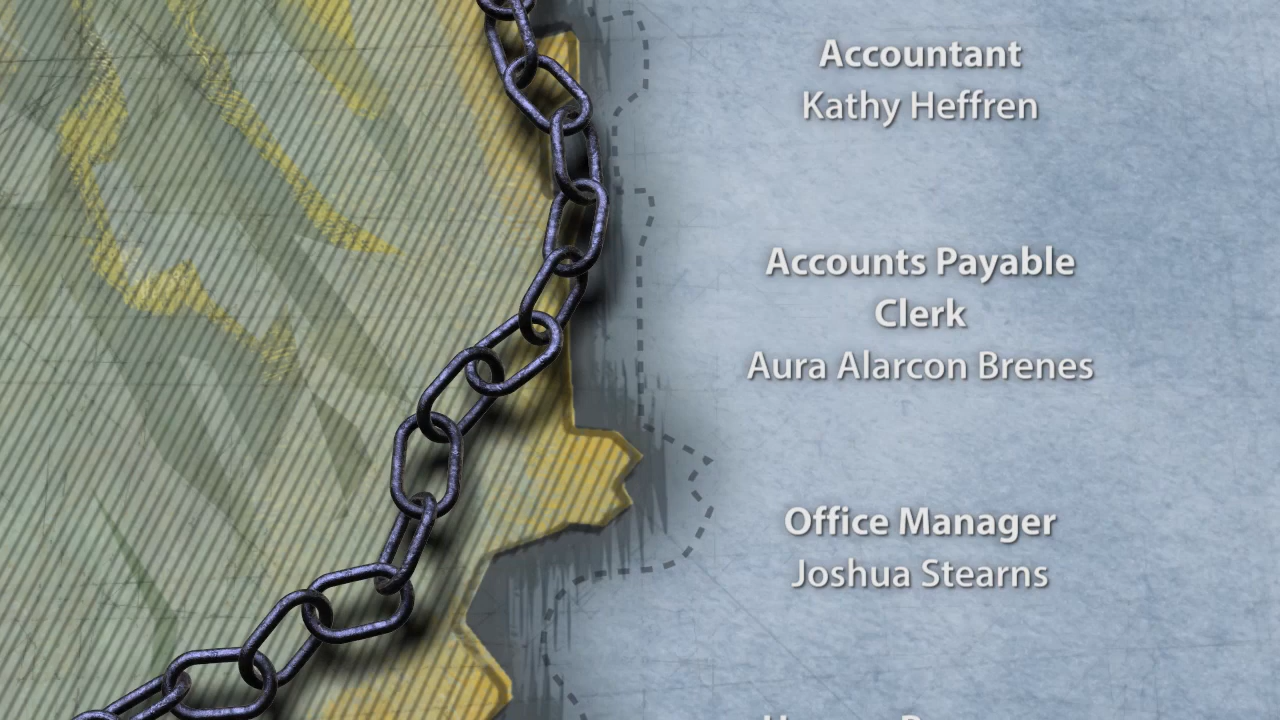 Accountant
Kathy Heffren
Accounts Payable
Clerk
Aura Alarcon Brenes
Office Manager
Joshua Stearns